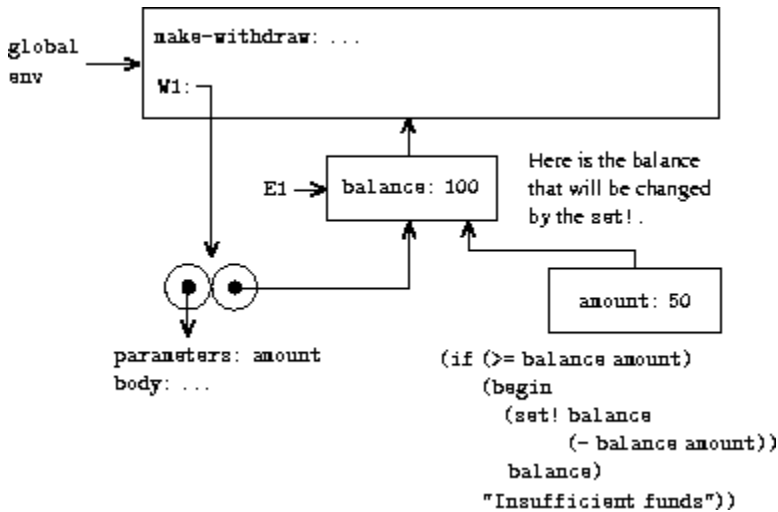 make-withdraw: ...
global
env
W1:
E1
balance: 100
Here is the balance
that will be changed
by the set! .
amount: 50
parameters: amount
body: ...
(if (>= balance amount)
(begin
(set! balance
(- balance amount))
balance)
"Insufficient funds"))